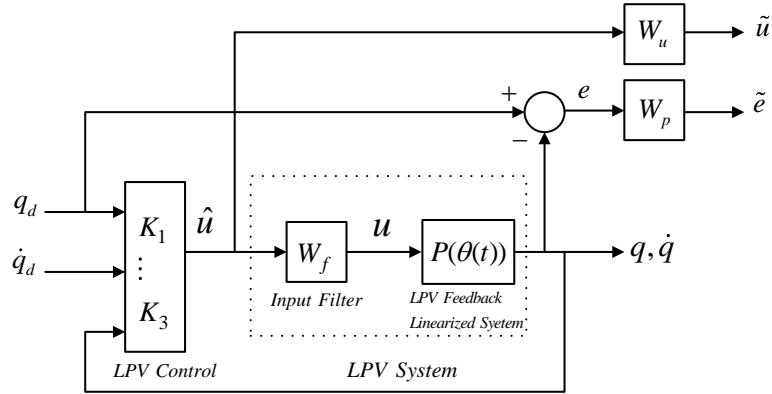 W_u
ũ
+
e
W_p
ẽ
−
q_d
q̇_d
K_1
⋮
K_3
û
W_f
u
P(θ(t))
q, q̇
Input Filter
LPV Feedback
Linearized Syetem
LPV Control
LPV System